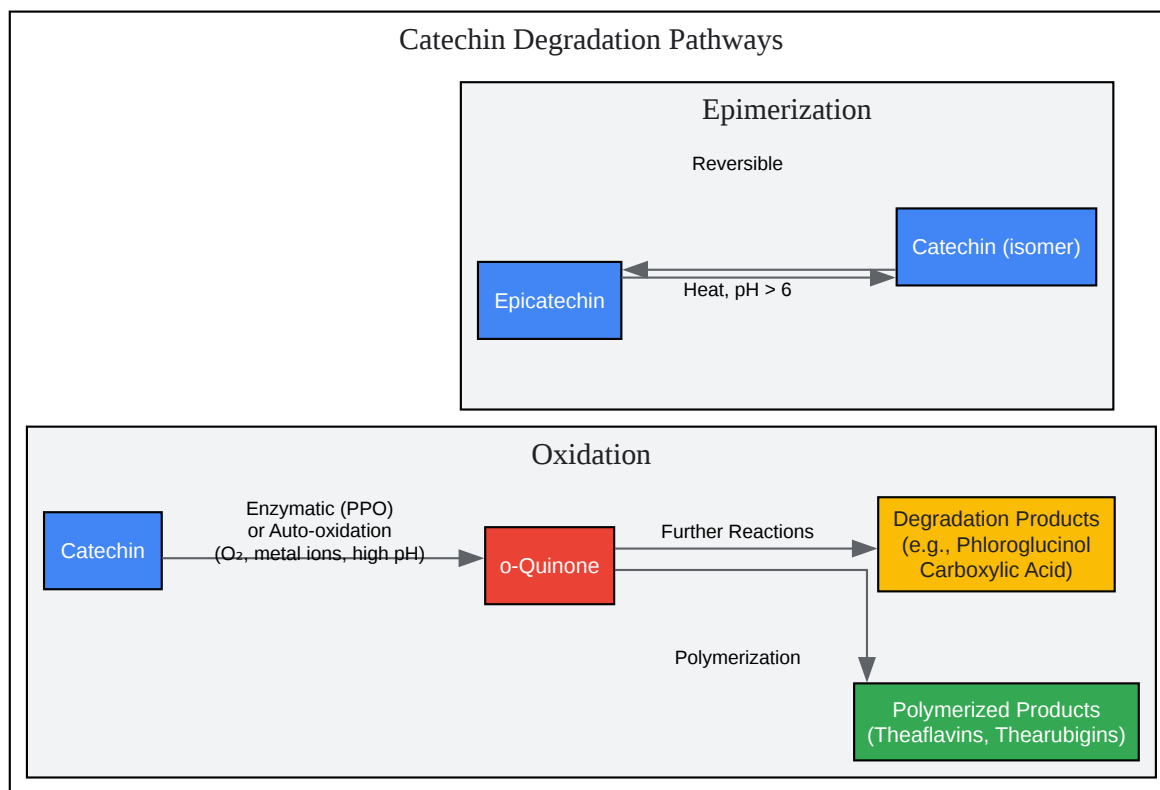 Catechin Degradation Pathways
Epimerization
Reversible
Catechin (isomer)
Epicatechin
Heat, pH > 6
Oxidation
Enzymatic (PPO)
or Auto-oxidation
(O₂, metal ions, high pH)
Catechin
o-Quinone
Further Reactions
Degradation Products
(e.g., Phloroglucinol
Carboxylic Acid)
Polymerization
Polymerized Products
(Theaflavins, Thearubigins)